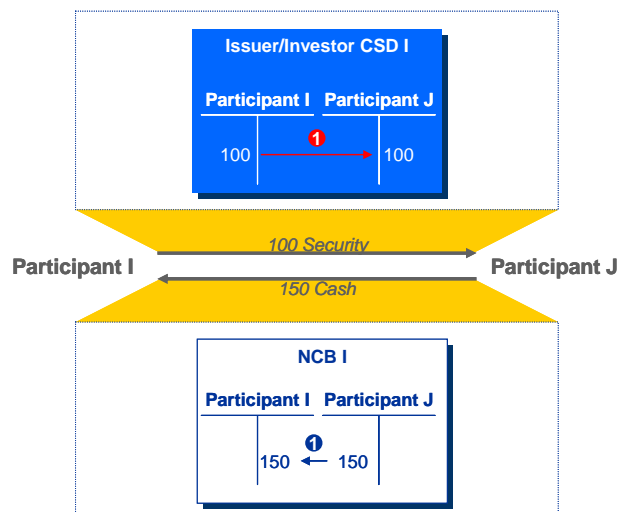 Issuer/Investor CSD I
Participant I Participant J
1
100 100
100 Security
Participant I Participant J
150 Cash
NCB I
Participant I Participant J
1
150 150